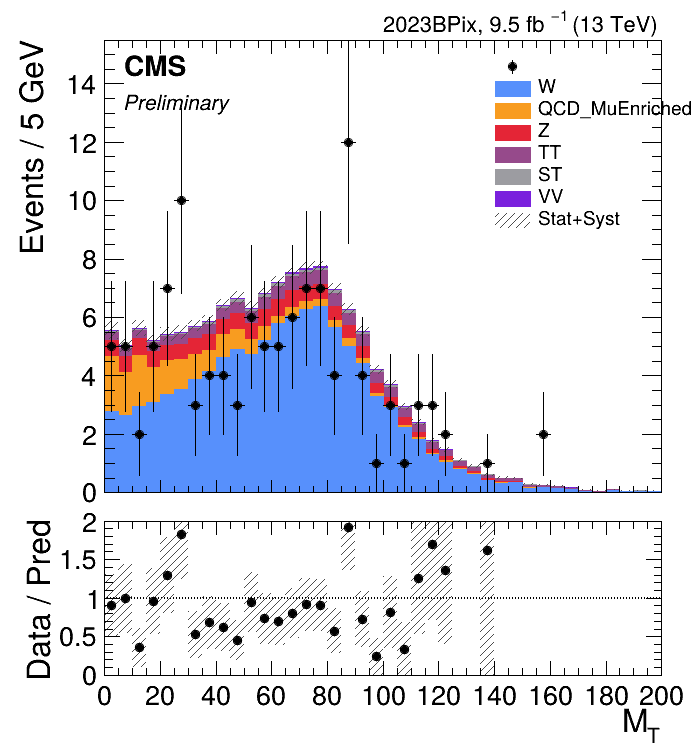 2023BPix, 9.5 fb ⁻¹ (13 TeV)
Events / 5 GeV
CMS
Preliminary
W
QCD_MuEnriched
Z
TT
ST
VV
Stat+Syst
14
12
10
8
6
4
2
0
Data / Pred
2
1.5
1
0.5
0
0 20 40 60 80 100 120 140 160 180 200
M_T